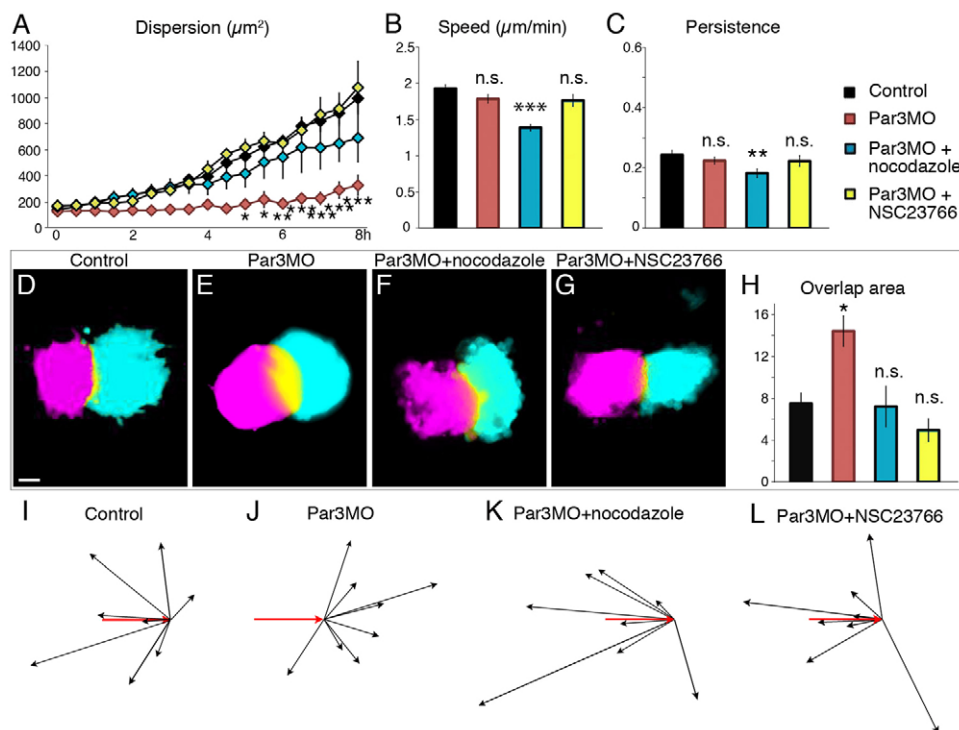 A Dispersion (µm²)
1400
1200
1000
800
600
400
200
0
0 2 4 6 8h
* * ** ** *** *** *** ***
B Speed (µm/min)
2.5
2
1.5
1
0.5
0
n.s. *** n.s.
C Persistence
0.6
0.4
0.2
0
n.s. ** n.s.
Control
Par3MO
Par3MO +
nocodazole
Par3MO +
NSC23766
D Control
E Par3MO
F Par3MO+nocodazole
G Par3MO+NSC23766
H Overlap area
16
12
8
4
0
* n.s. n.s.
I Control
J Par3MO
K Par3MO+nocodazole
L Par3MO+NSC23766